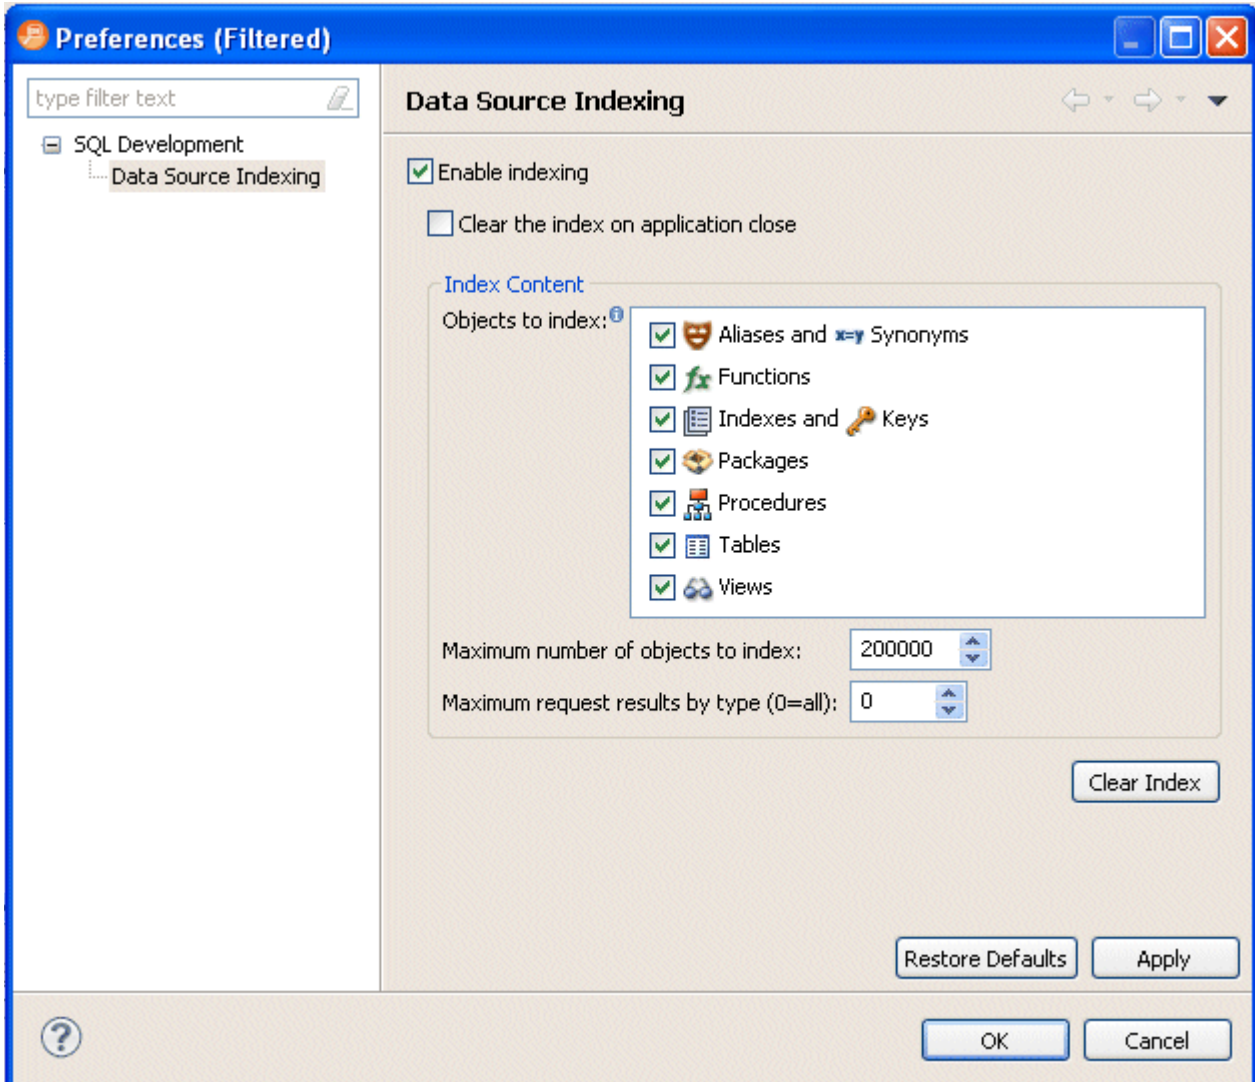 Preferences (Filtered)
type filter text
SQL Development
Data Source Indexing
Data Source Indexing
Enable indexing
Clear the index on application close
Index Content
Objects to index:
Aliases and x=y Synonyms
fx Functions
Indexes and Keys
Packages
Procedures
Tables
Views
Maximum number of objects to index: 200000
Maximum request results by type (0=all): 0
Clear Index
Restore Defaults Apply
? OK Cancel